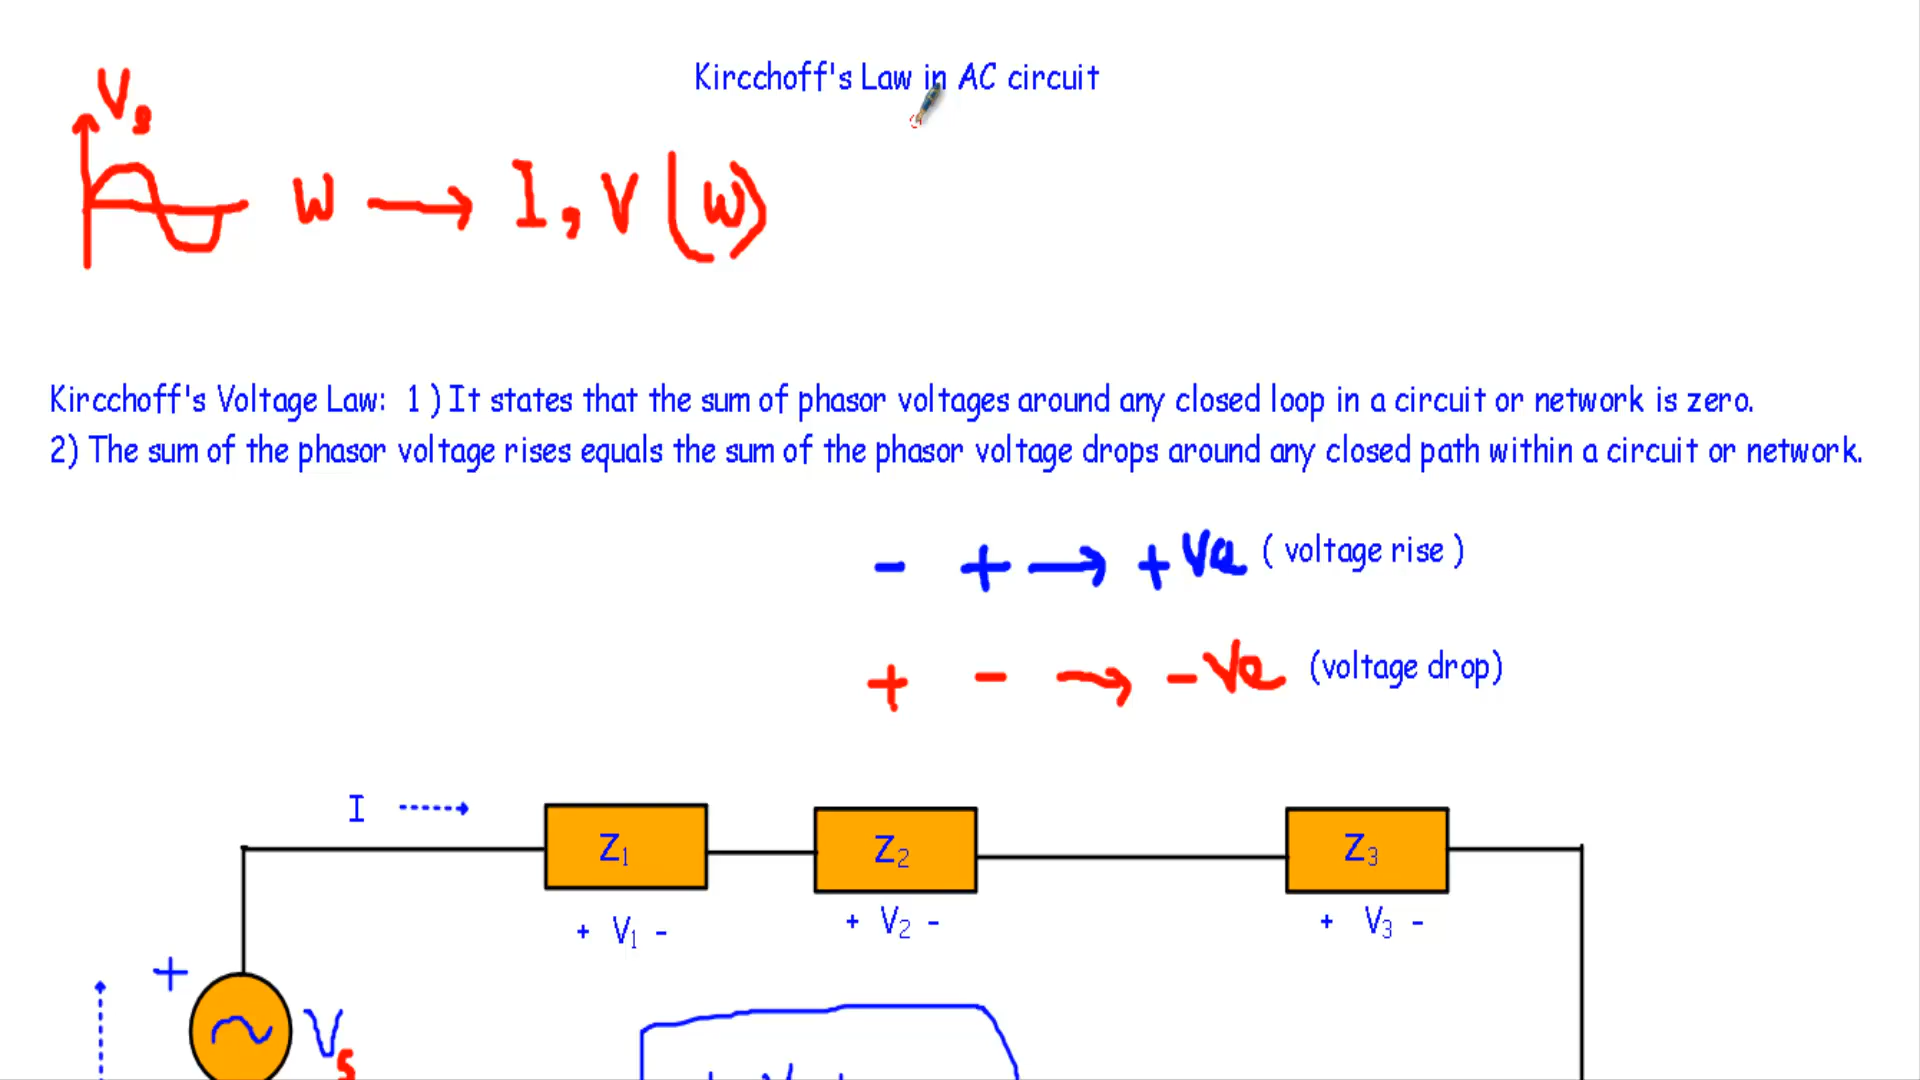 Kircchoff's Law in AC circuit
Vs
W → I, V (W)
Kircchoff's Voltage Law: 1 ) It states that the sum of phasor voltages around any closed loop in a circuit or network is zero.
2) The sum of the phasor voltage rises equals the sum of the phasor voltage drops around any closed path within a circuit or network.
- + → +Ve ( voltage rise )
+ - → -Ve (voltage drop)
I
Z1 Z2 Z3
+ V1 - + V2 - + V3 -
+
Vs